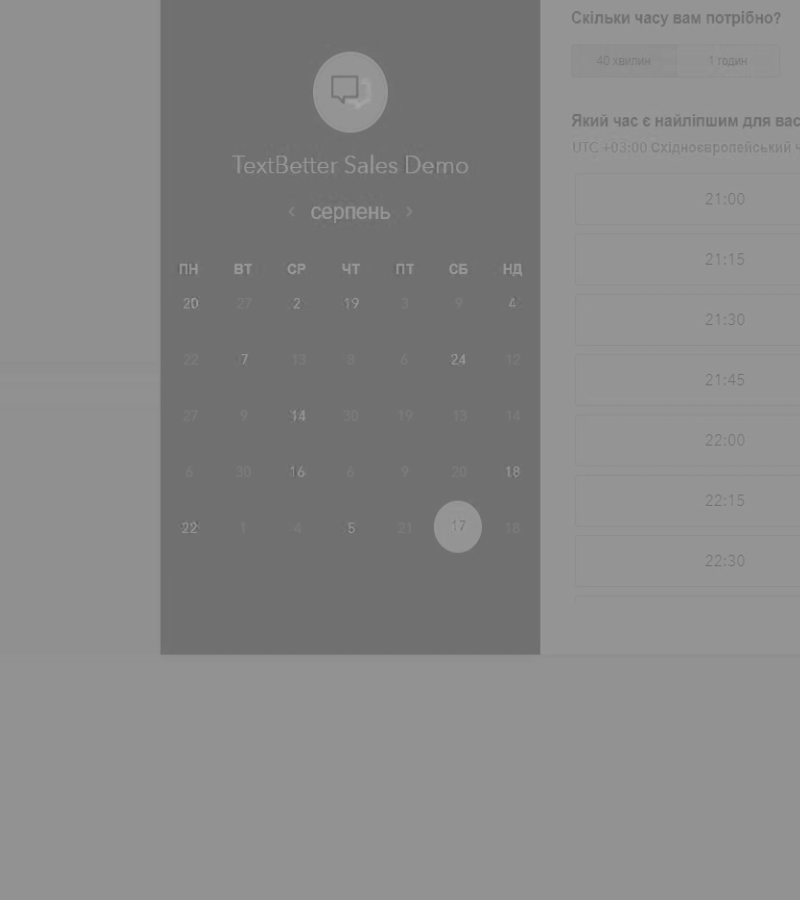 TextBetter Sales Demo
‹ серпень ›
ПН ВТ СР ЧТ ПТ СБ НД
20 27 2 19 3 9 4
22 7 13 8 6 24 12
27 9 14 30 19 13 14
6 30 16 6 9 20 18
22 1 4 5 21 17 18
Скільки часу вам потрібно?
40 хвилин 1 годин
Який час є найліпшим для вас
UTC +03:00 Східноєвропейський ч
21:00
21:15
21:30
21:45
22:00
22:15
22:30